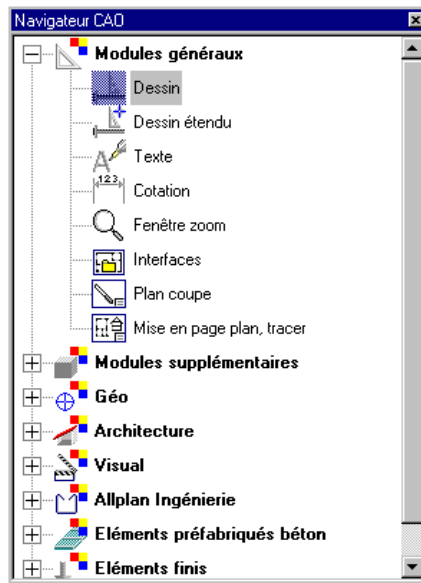 Navigateur CAO
Modules généraux
Dessin
Dessin étendu
Texte
123
Cotation
Fenêtre zoom
Interfaces
Plan coupe
Mise en page plan, tracer
Modules supplémentaires
Géo
Architecture
Visual
Allplan Ingénierie
Eléments préfabriqués béton
Eléments finis